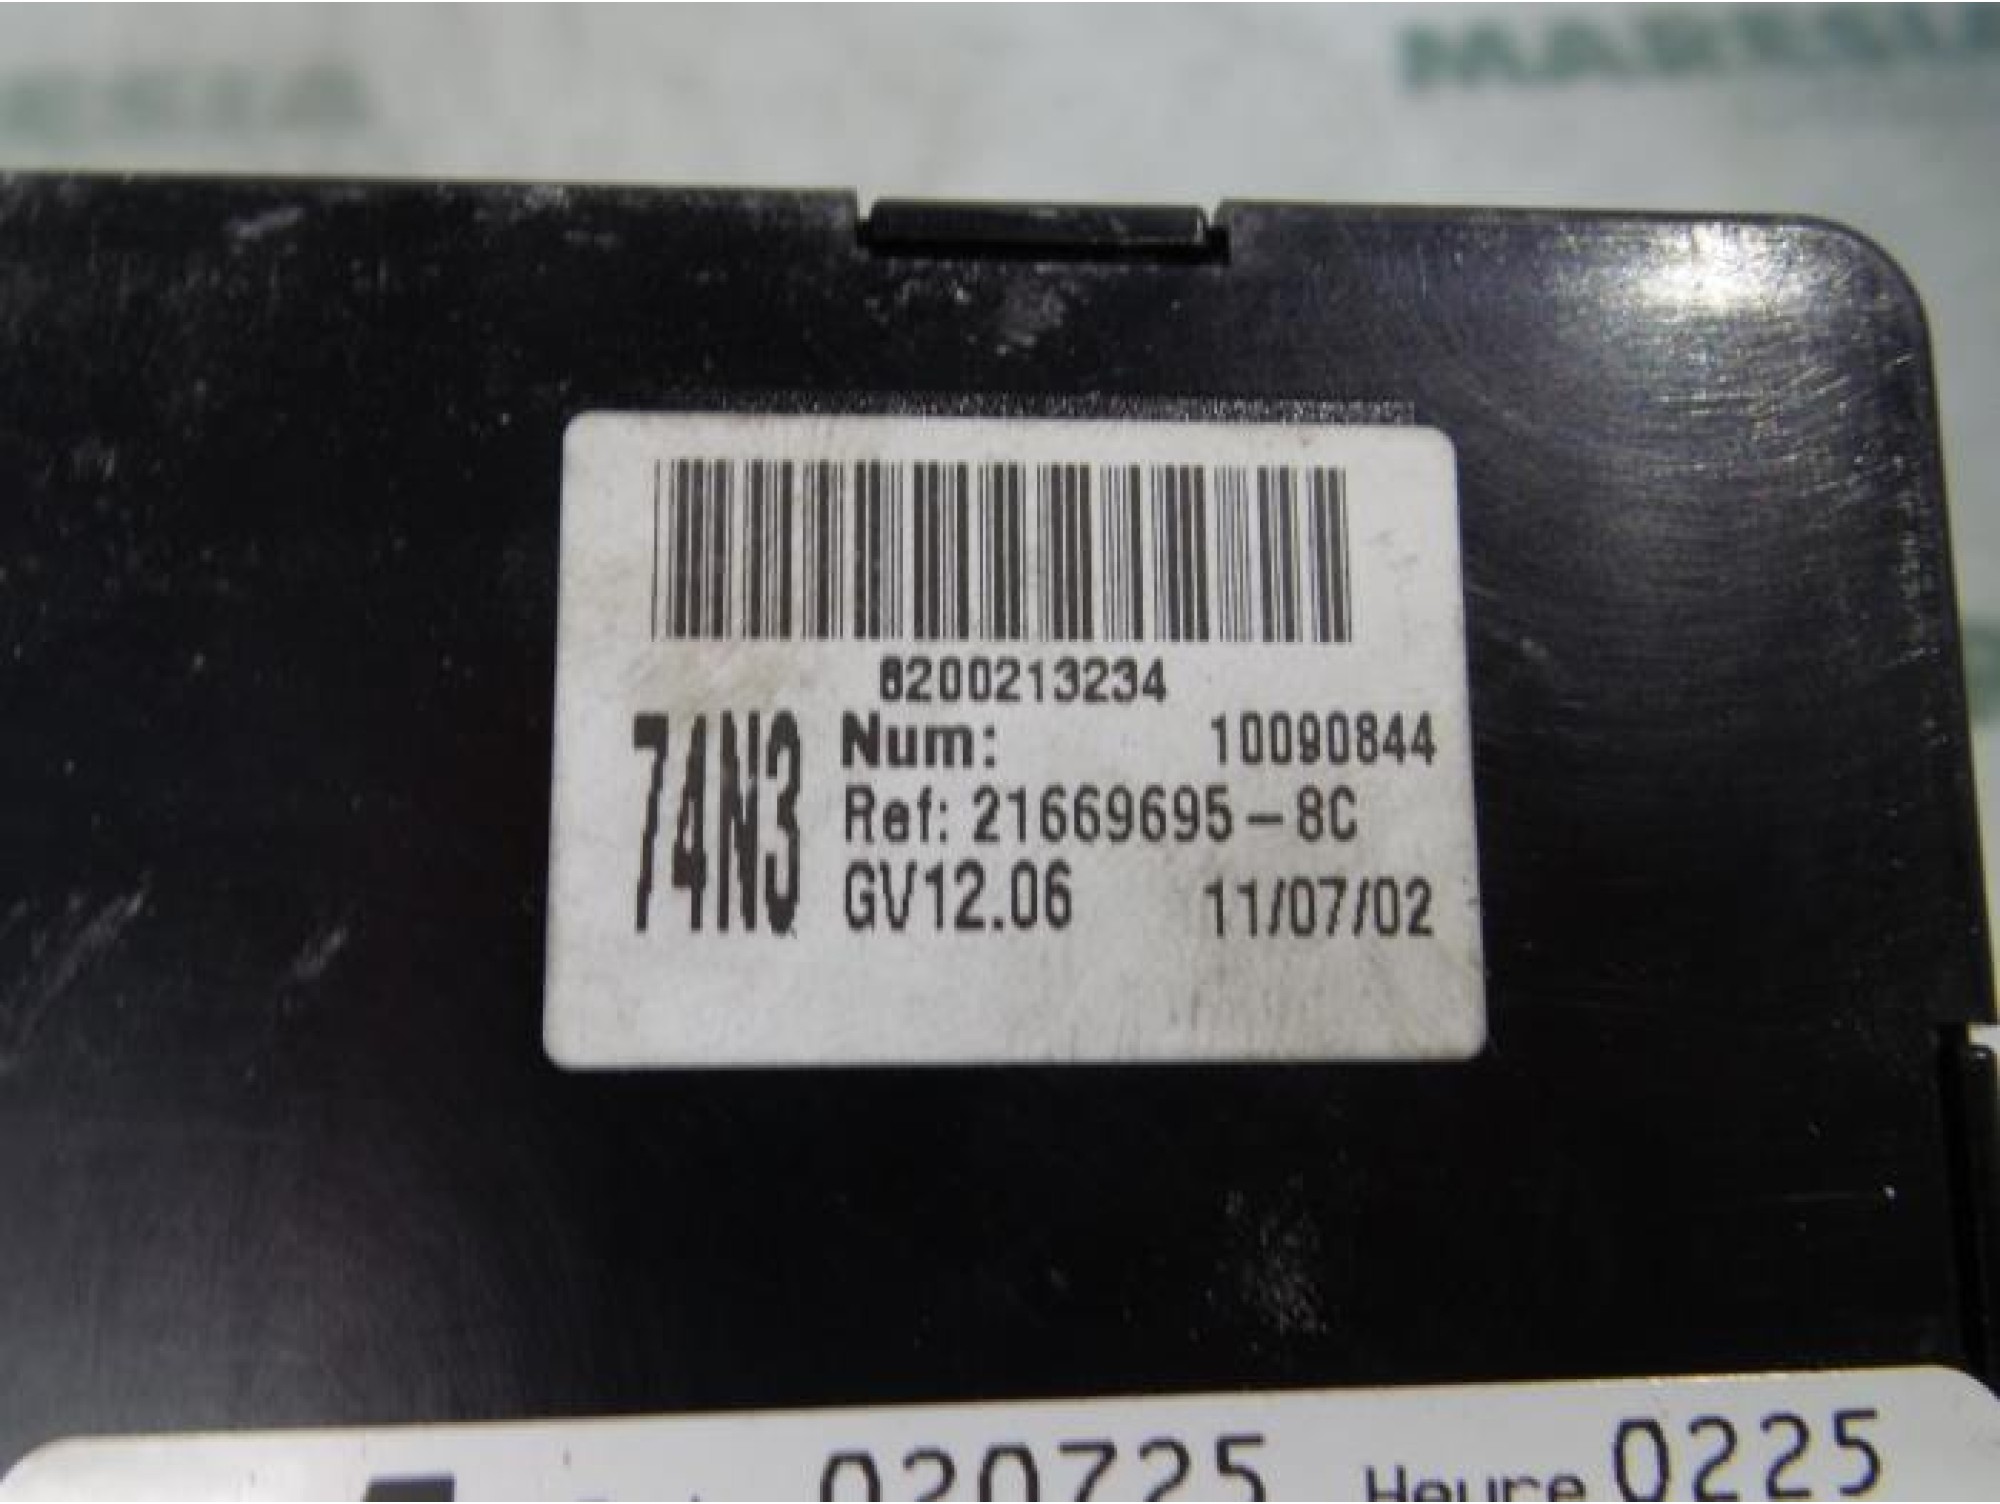 8200213234
74N3
Num: 10090844
Ref: 21669695-8C
GV12.06 11/07/02
020725 Heure 0225